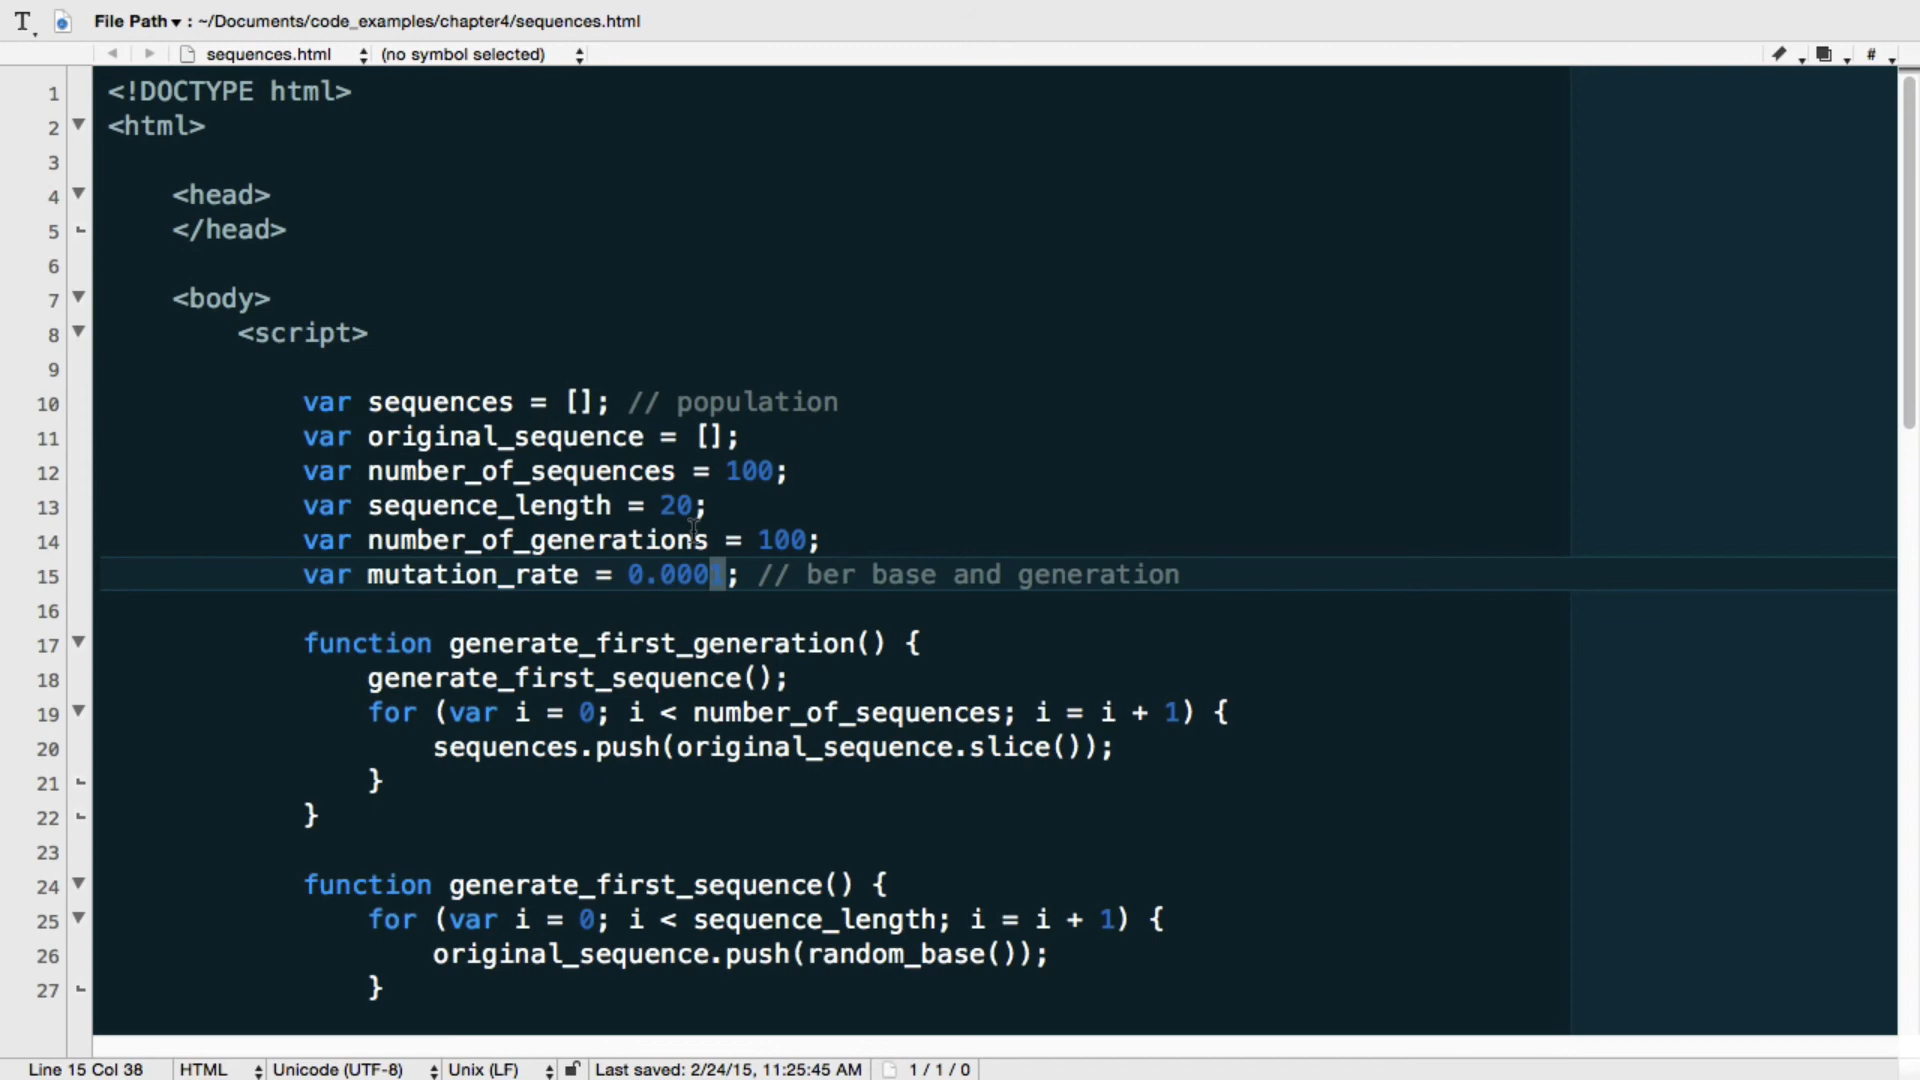 File Path ▾ : ~/Documents/code_examples/chapter4/sequences.html
sequences.html (no symbol selected) #
1 <!DOCTYPE html>
2 <html>
3
4 <head>
5 </head>
6
7 <body>
8 <script>
9
10 var sequences = []; // population
11 var original_sequence = [];
12 var number_of_sequences = 100;
13 var sequence_length = 20;
14 var number_of_generations = 100;
15 var mutation_rate = 0.0001; // ber base and generation
16
17 function generate_first_generation() {
18 generate_first_sequence();
19 for (var i = 0; i < number_of_sequences; i = i + 1) {
20 sequences.push(original_sequence.slice());
21 }
22 }
23
24 function generate_first_sequence() {
25 for (var i = 0; i < sequence_length; i = i + 1) {
26 original_sequence.push(random_base());
27 }
Line 15 Col 38 HTML Unicode (UTF-8) Unix (LF) Last saved: 2/24/15, 11:25:45 AM 1 / 1 / 0